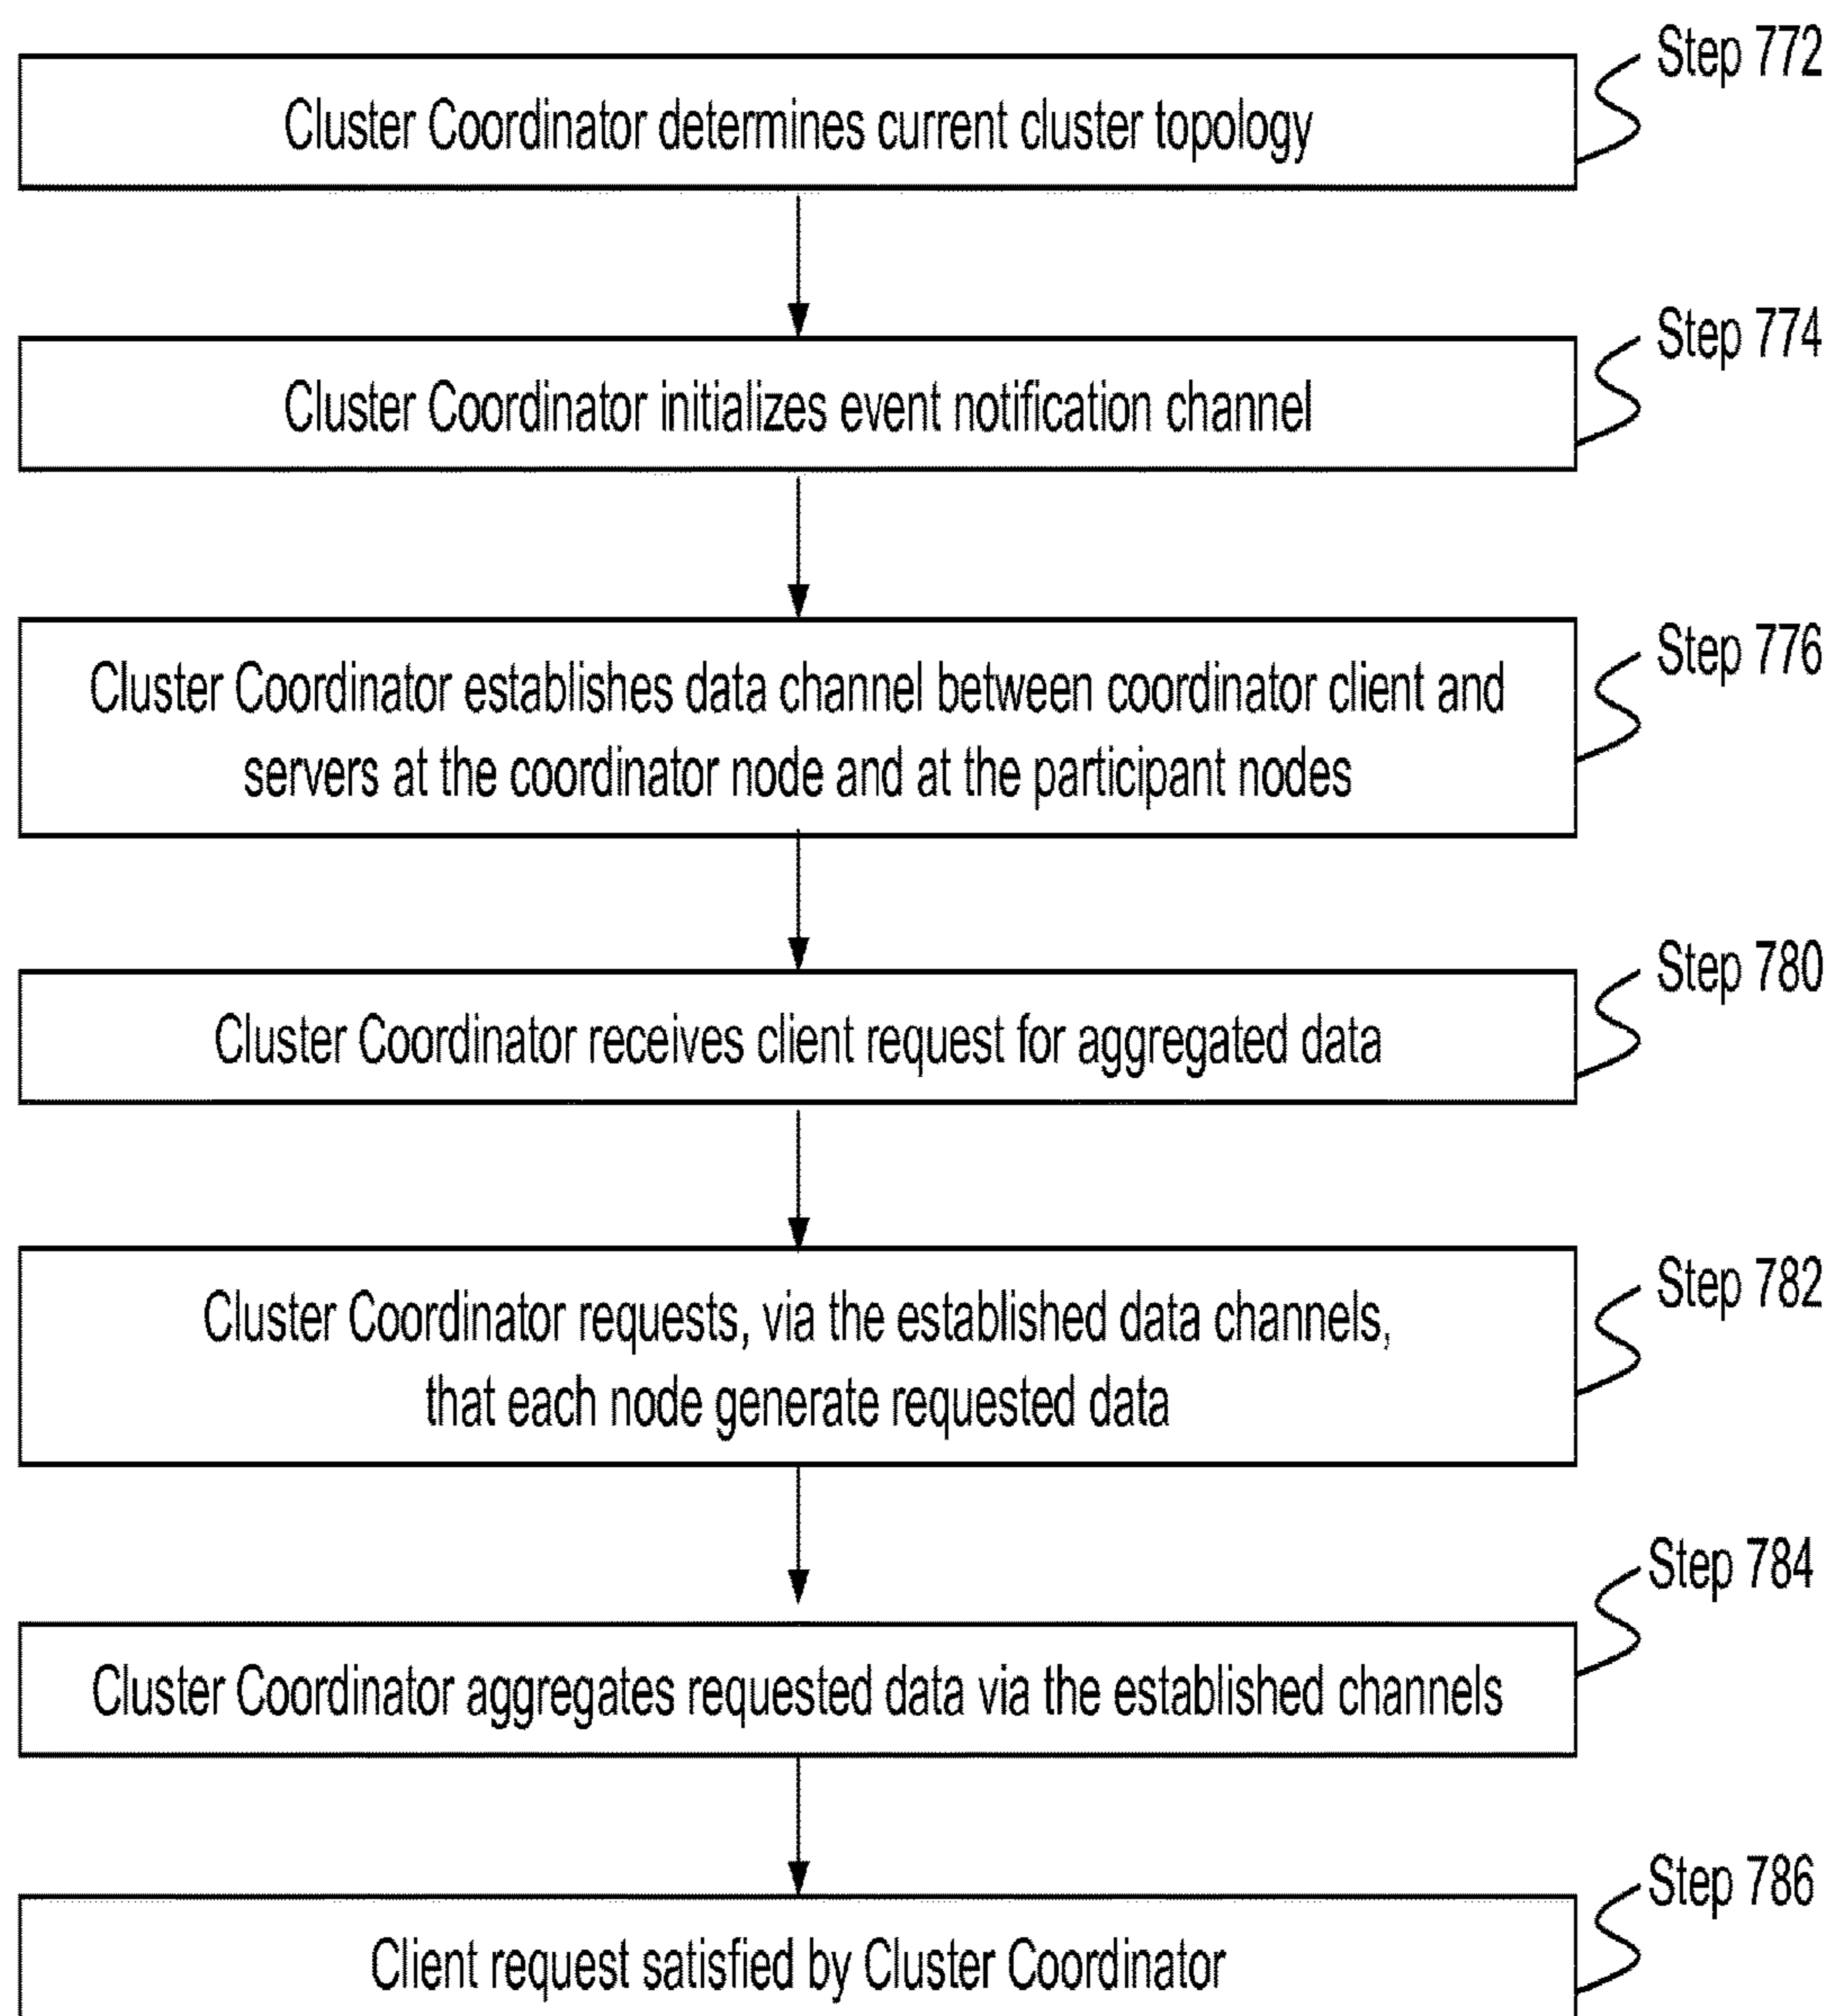 Step 772
Cluster Coordinator determines current cluster topology
Step 774
Cluster Coordinator initializes event notification channel
Step 776
Cluster Coordinator establishes data channel between coordinator client and
servers at the coordinator node and at the participant nodes
Step 780
Cluster Coordinator receives client request for aggregated data
Step 782
Cluster Coordinator requests, via the established data channels,
that each node generate requested data
Step 784
Cluster Coordinator aggregates requested data via the established channels
Step 786
Client request satisfied by Cluster Coordinator